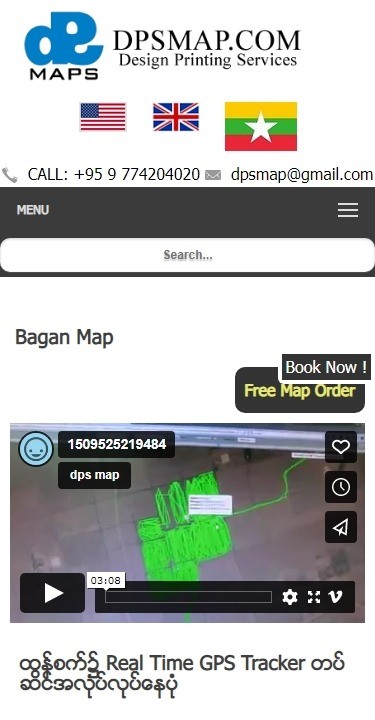 de
MAPS
DPSMAP.COM
Design Printing Services
CALL: +95 9 774204020 dpsmap@gmail.com
MENU
Search...
Bagan Map
Book Now !
Free Map Order
1509525219484
dps map
03:08
ထွန်စက်၌ Real Time GPS Tracker တပ်
ဆင်အလုပ်လုပ်နေပုံ